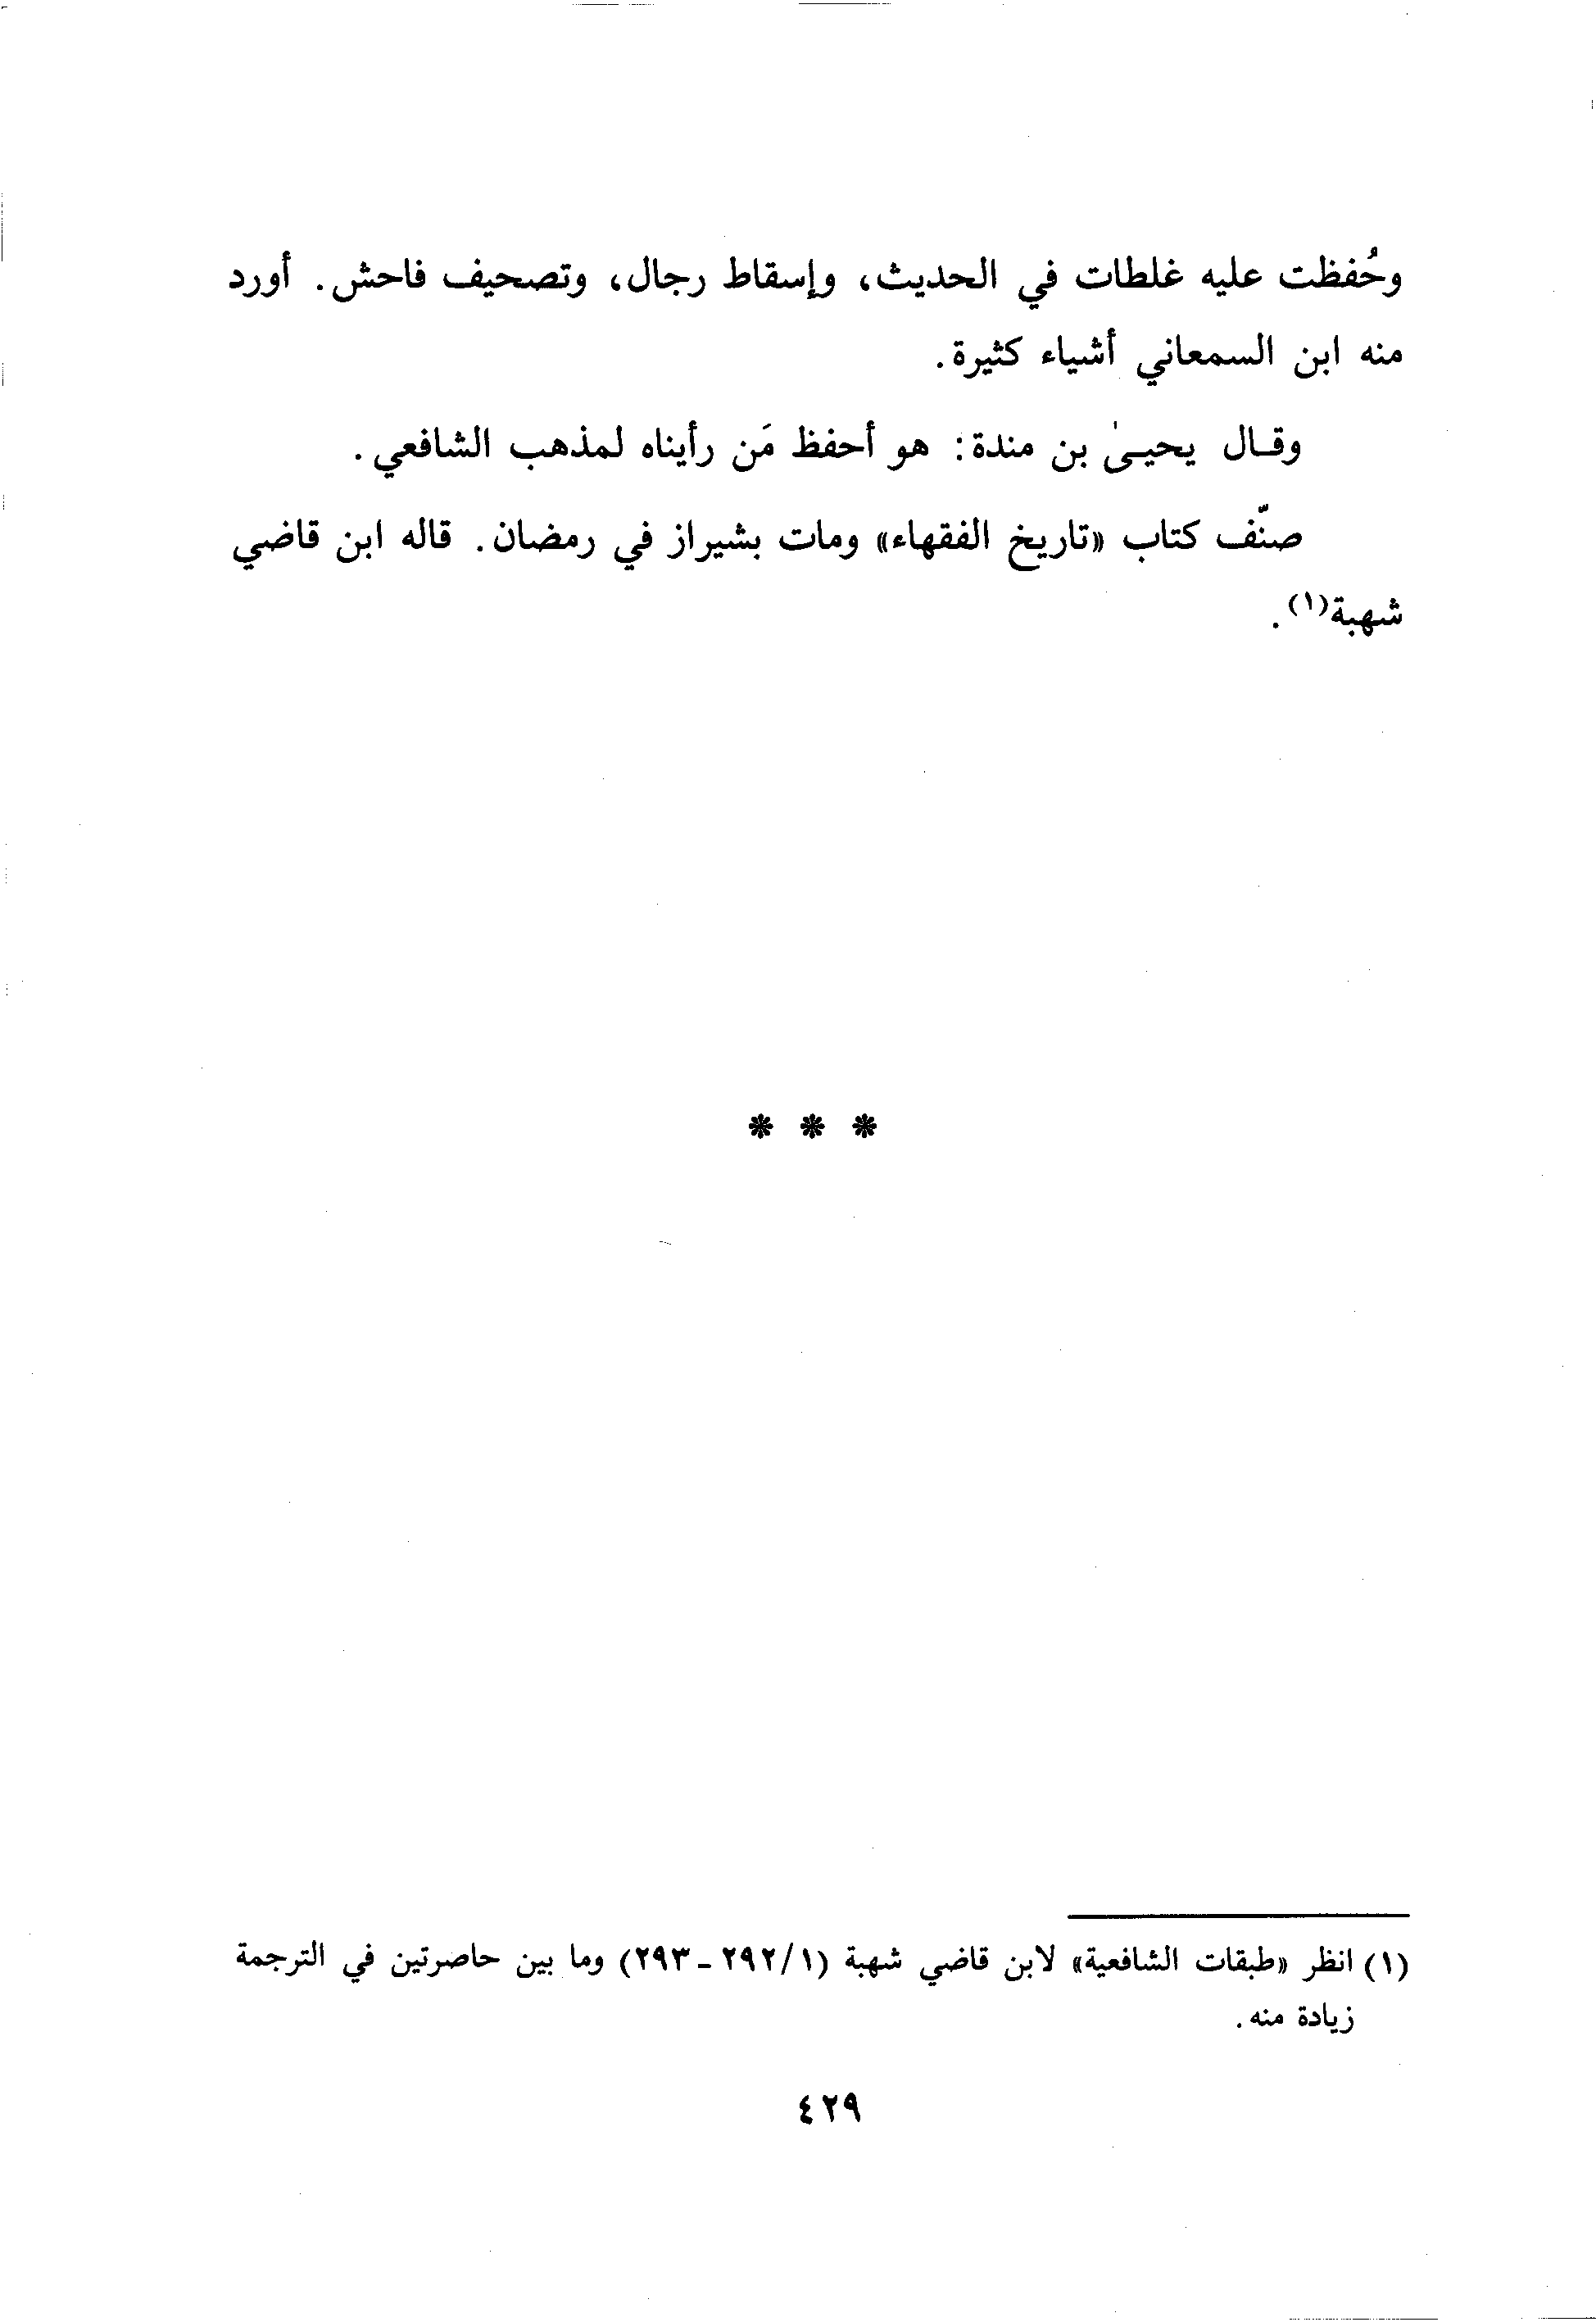 وحُفظت عليه غلطات في الحديث، وإسقاط رجال، وتصحيف فاحش. أورد
منه ابن السمعاني أشياء كثيرة.
وقـال يحيـىٰ بن مندة: هو أحفظ مَن رأيناه لمذهب الشافعي.
صنّف كتاب «تاريخ الفقهاء» ومات بشيراز في رمضان. قاله ابن قاضي
شهبة(١).
* * *
(١) انظر «طبقات الشافعية» لابن قاضي شهبة (٢٩٢/١ - ٢٩٣) وما بين حاصرتين في الترجمة
زيادة منه.
٤٢٩